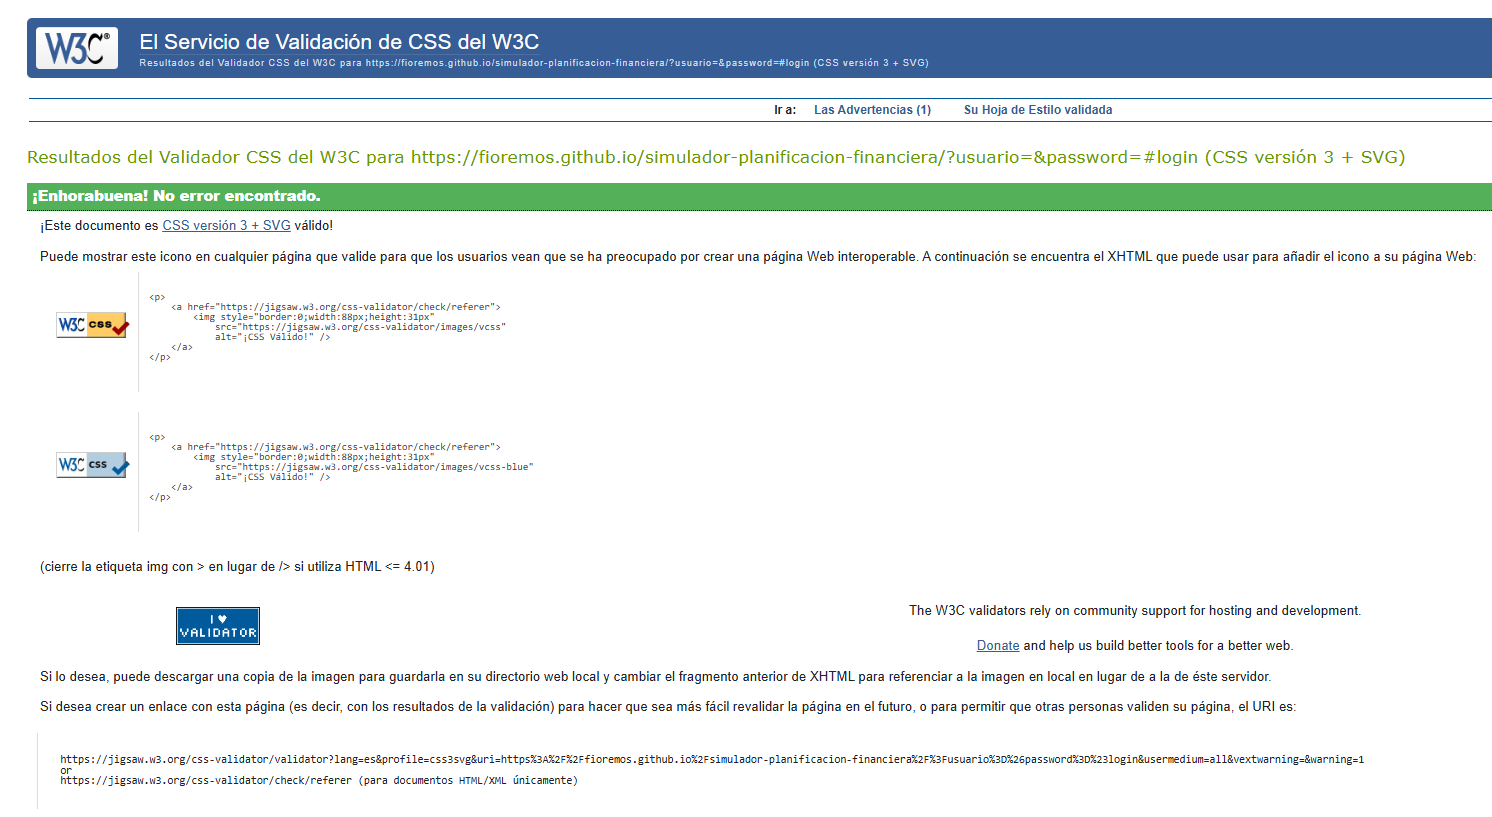 W3C®
El Servicio de Validación de CSS del W3C
Resultados del Validador CSS del W3C para https://fioremos.github.io/simulador-planificacion-financiera/?usuario=&password=#login (CSS versión 3 + SVG)
Ir a: Las Advertencias (1) Su Hoja de Estilo validada
Resultados del Validador CSS del W3C para https://fioremos.github.io/simulador-planificacion-financiera/?usuario=&password=#login (CSS versión 3 + SVG)
¡Enhorabuena! No error encontrado.
¡Este documento es CSS versión 3 + SVG válido!
Puede mostrar este icono en cualquier página que valide para que los usuarios vean que se ha preocupado por crear una página Web interoperable. A continuación se encuentra el XHTML que puede usar para añadir el icono a su página Web:
W3C css
<p>
<a href="https://jigsaw.w3.org/css-validator/check/referer">
<img style="border:0;width:88px;height:31px"
src="https://jigsaw.w3.org/css-validator/images/vcss"
alt="¡CSS Válido!" />
</a>
</p>
W3C css
<p>
<a href="https://jigsaw.w3.org/css-validator/check/referer">
<img style="border:0;width:88px;height:31px"
src="https://jigsaw.w3.org/css-validator/images/vcss-blue"
alt="¡CSS Válido!" />
</a>
</p>
(cierre la etiqueta img con > en lugar de /> si utiliza HTML <= 4.01)
I ♥
VALIDATOR
The W3C validators rely on community support for hosting and development.
Donate and help us build better tools for a better web.
Si lo desea, puede descargar una copia de la imagen para guardarla en su directorio web local y cambiar el fragmento anterior de XHTML para referenciar a la imagen en local en lugar de a la de éste servidor.
Si desea crear un enlace con esta página (es decir, con los resultados de la validación) para hacer que sea más fácil revalidar la página en el futuro, o para permitir que otras personas validen su página, el URI es:
https://jigsaw.w3.org/css-validator/validator?lang=es&profile=css3svg&uri=https%3A%2F%2Ffioremos.github.io%2Fsimulador-planificacion-financiera%2F%3Fusuario%3D%26password%3D%23login&usermedium=all&vextwarning=&warning=1
or
https://jigsaw.w3.org/css-validator/check/referer (para documentos HTML/XML únicamente)